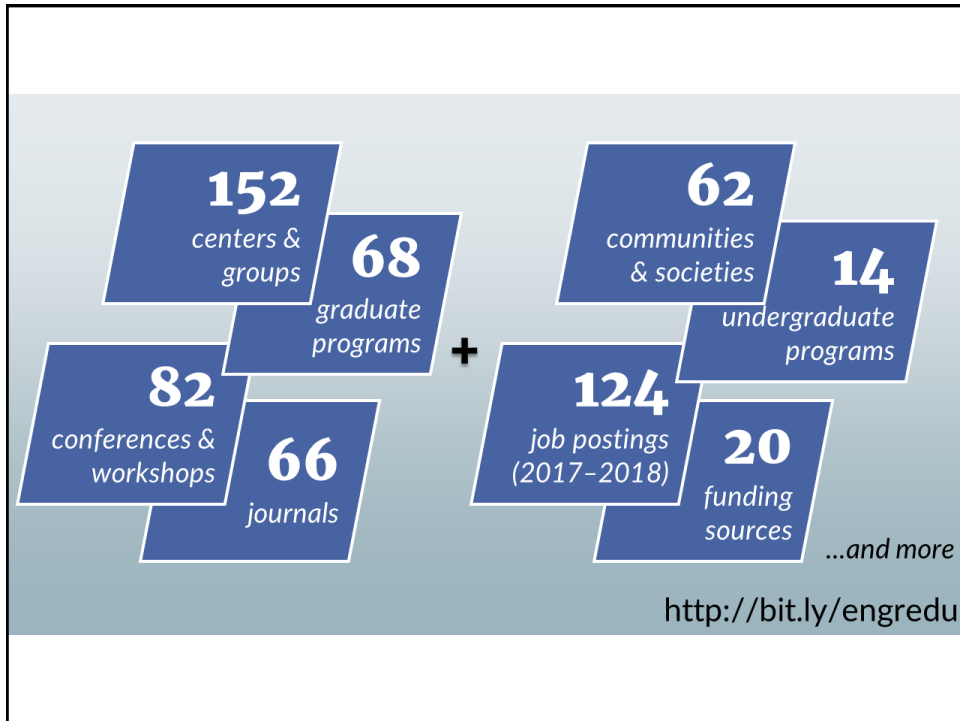 152
centers &
groups
68
graduate
programs
82
conferences &
workshops
66
journals
+
62
communities
& societies
14
undergraduate
programs
124
job postings
(2017–2018)
20
funding
sources
...and more
http://bit.ly/engredu